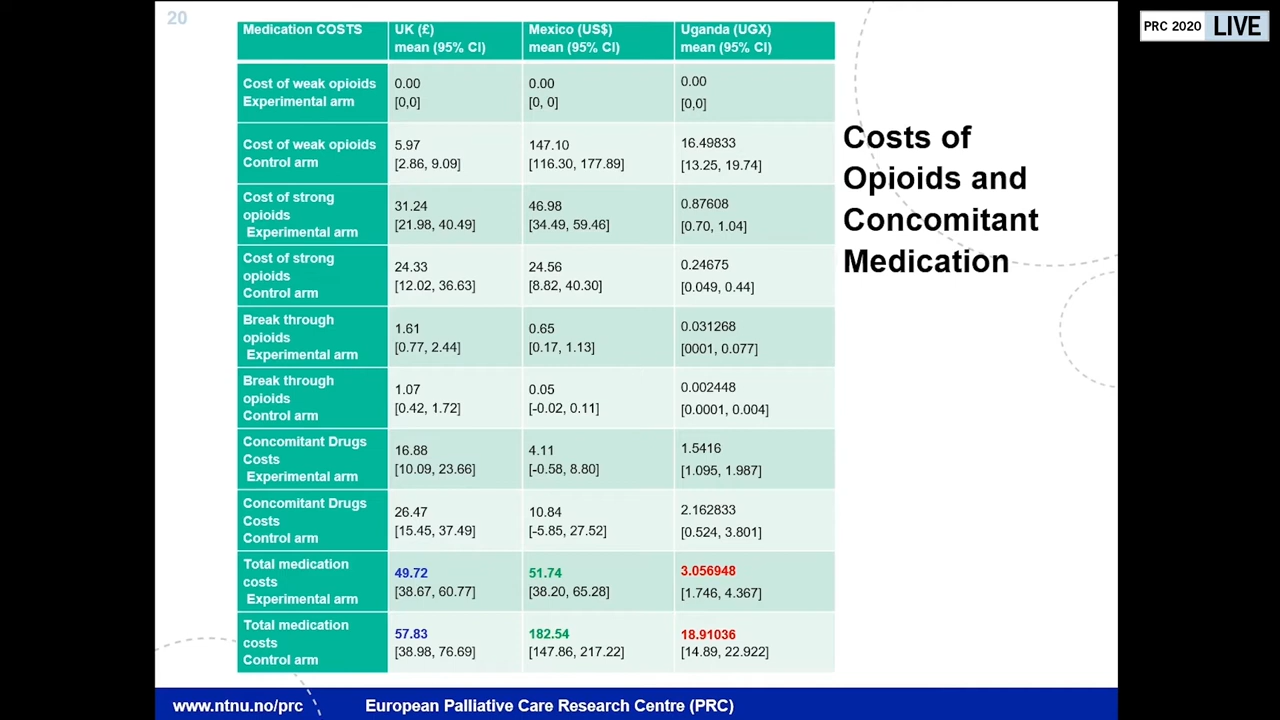 20
PRC 2020 LIVE
Medication COSTS
UK (£)
mean (95% CI)
Mexico (US$)
mean (95% CI)
Uganda (UGX)
mean (95% CI)
Cost of weak opioids
Experimental arm
0.00
[0,0]
0.00
[0, 0]
0.00
[0,0]
Cost of weak opioids
Control arm
5.97
[2.86, 9.09]
147.10
[116.30, 177.89]
16.49833
[13.25, 19.74]
Cost of strong
opioids
Experimental arm
31.24
[21.98, 40.49]
46.98
[34.49, 59.46]
0.87608
[0.70, 1.04]
Cost of strong
opioids
Control arm
24.33
[12.02, 36.63]
24.56
[8.82, 40.30]
0.24675
[0.049, 0.44]
Break through
opioids
Experimental arm
1.61
[0.77, 2.44]
0.65
[0.17, 1.13]
0.031268
[0001, 0.077]
Break through
opioids
Control arm
1.07
[0.42, 1.72]
0.05
[-0.02, 0.11]
0.002448
[0.0001, 0.004]
Concomitant Drugs
Costs
Experimental arm
16.88
[10.09, 23.66]
4.11
[-0.58, 8.80]
1.5416
[1.095, 1.987]
Concomitant Drugs
Costs
Control arm
26.47
[15.45, 37.49]
10.84
[-5.85, 27.52]
2.162833
[0.524, 3.801]
Total medication
costs
Experimental arm
49.72
[38.67, 60.77]
51.74
[38.20, 65.28]
3.056948
[1.746, 4.367]
Total medication
costs
Control arm
57.83
[38.98, 76.69]
182.54
[147.86, 217.22]
18.91036
[14.89, 22.922]
Costs of
Opioids and
Concomitant
Medication
www.ntnu.no/prc
European Palliative Care Research Centre (PRC)